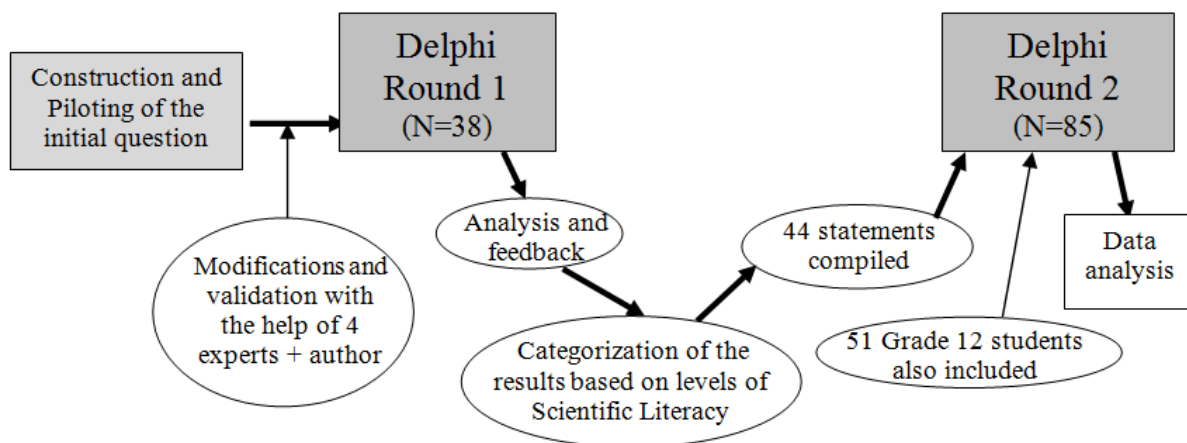 Construction and
Piloting of the
initial question
Delphi
Round 1
(N=38)
Modifications and
validation with
the help of 4
experts + author
Analysis and
feedback
Categorization of the
results based on levels of
Scientific Literacy
44 statements
compiled
51 Grade 12 students
also included
Delphi
Round 2
(N=85)
Data
analysis